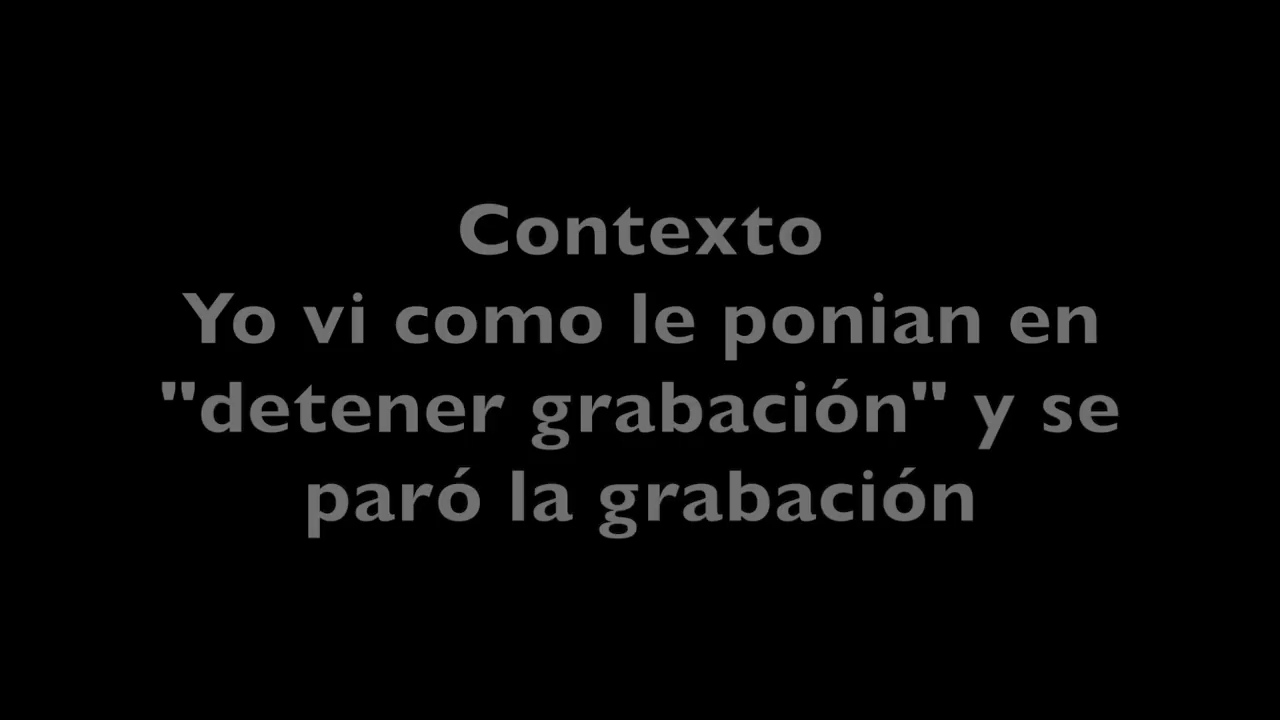 Contexto
Yo vi como le ponian en
"detener grabación" y se
paró la grabación